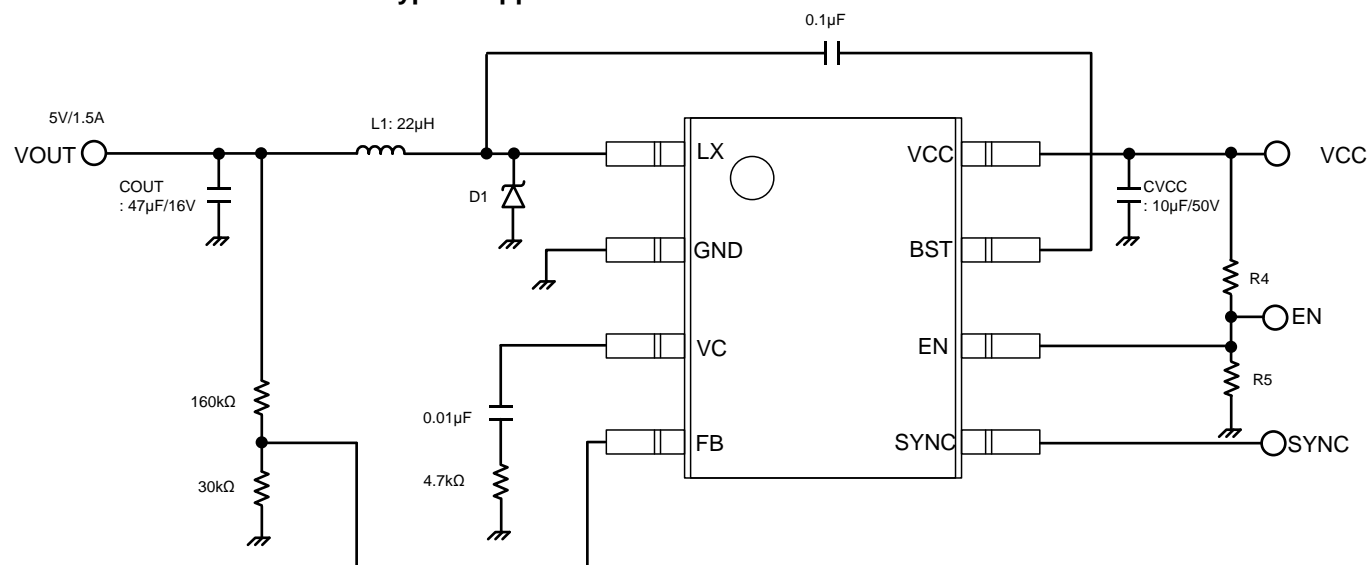 0.1µF
5V/1.5A
L1: 22µH
VOUT
LX
VCC
VCC
COUT
: 47µF/16V
D1
CVCC
: 10µF/50V
GND
BST
R4
EN
VC
EN
R5
160kΩ
0.01µF
FB
SYNC
SYNC
30kΩ
4.7kΩ